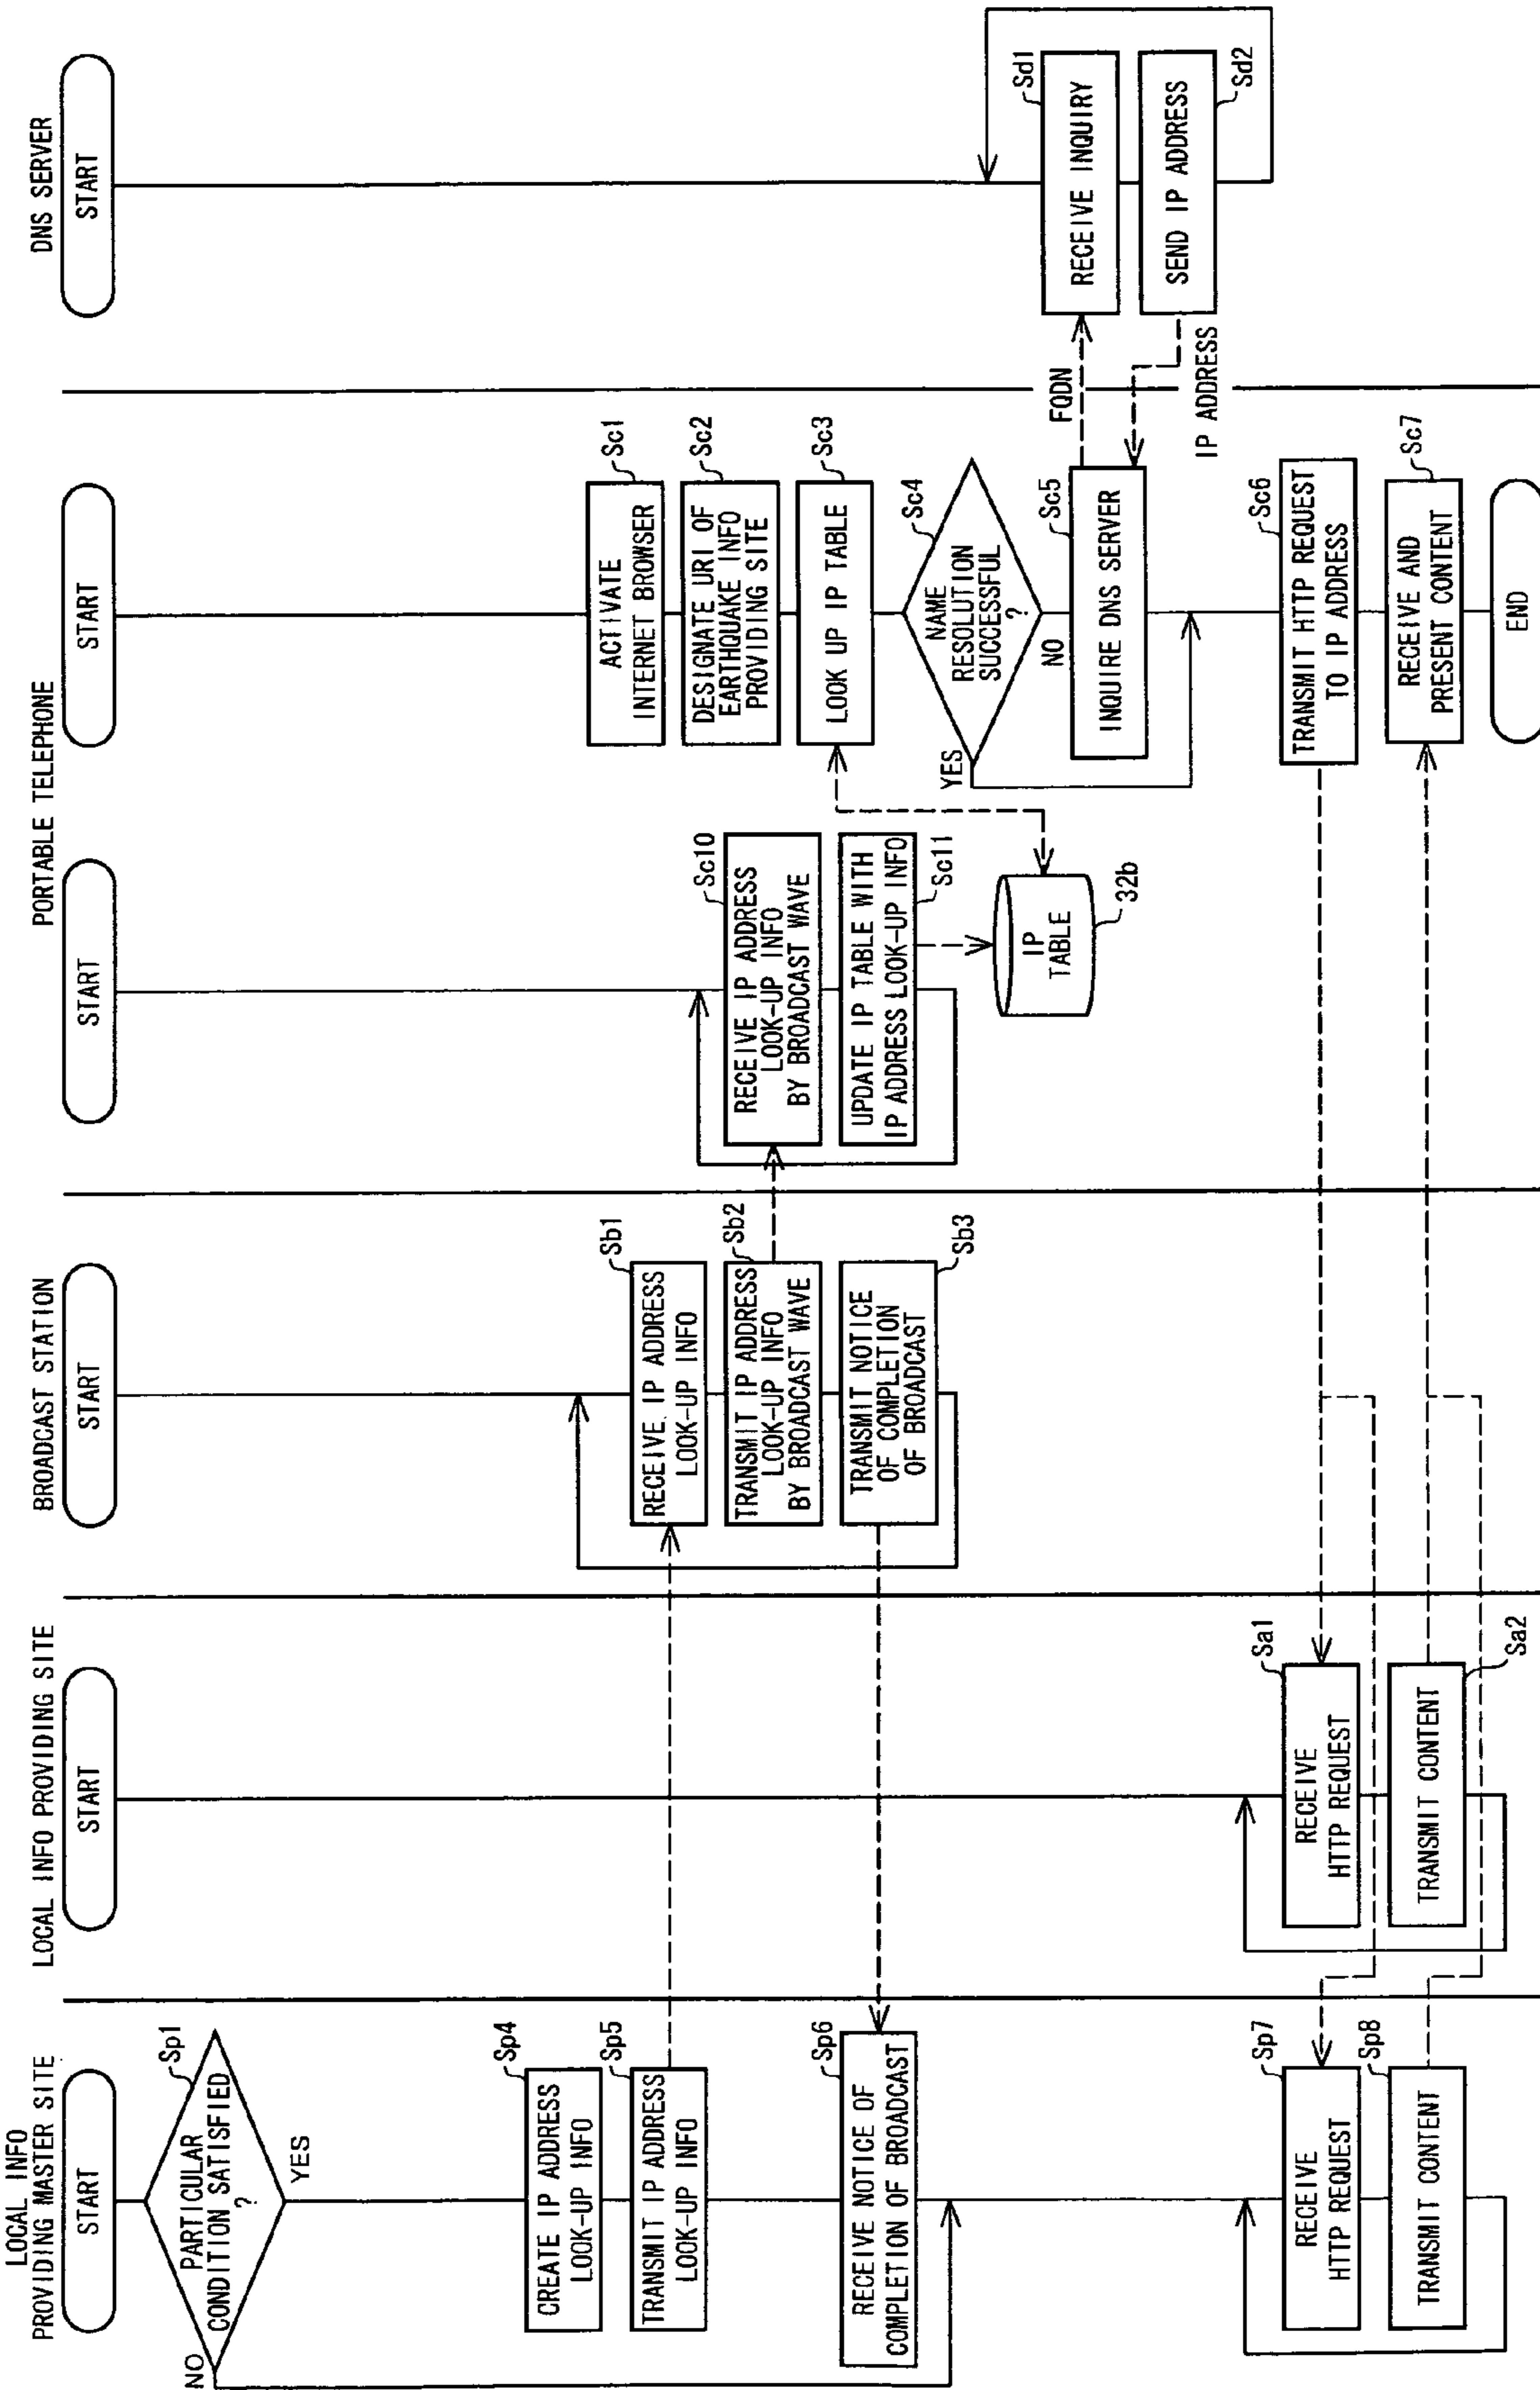 LOCAL INFO
PROVIDING MASTER SITE
START
Sp1
PARTICULAR
CONDITION SATISFIED
?
NO
YES
Sp4
CREATE IP ADDRESS
LOOK-UP INFO
Sp5
TRANSMIT IP ADDRESS
LOOK-UP INFO
Sp6
RECEIVE NOTICE OF
COMPLETION OF BROADCAST
Sp7
RECEIVE
HTTP REQUEST
Sp8
TRANSMIT CONTENT
LOCAL INFO PROVIDING SITE
START
Sa1
RECEIVE
HTTP REQUEST
TRANSMIT CONTENT
Sa2
BROADCAST STATION
START
Sb1
RECEIVE IP ADDRESS
LOOK-UP INFO
Sb2
TRANSMIT IP ADDRESS
LOOK-UP INFO
BY BROADCAST WAVE
TRANSMIT NOTICE
OF COMPLETION
OF BROADCAST
Sb3
PORTABLE TELEPHONE
START
Sc10
RECEIVE IP ADDRESS
LOOK-UP INFO
BY BROADCAST WAVE
UPDATE IP TABLE WITH
IP ADDRESS LOOK-UP INFO
Sc11
IP
TABLE
32b
START
Sc1
ACTIVATE
INTERNET BROWSER
Sc2
DESIGNATE URI OF
EARTHQUAKE INFO
PROVIDING SITE
Sc3
LOOK UP IP TABLE
Sc4
NAME
RESOLUTION
SUCCESSFUL
?
YES
NO
Sc5
INQUIRE DNS SERVER
Sc6
TRANSMIT HTTP REQUEST
TO IP ADDRESS
Sc7
RECEIVE AND
PRESENT CONTENT
END
FQDN
IP ADDRESS
DNS SERVER
START
Sd1
RECEIVE INQUIRY
SEND IP ADDRESS
Sd2